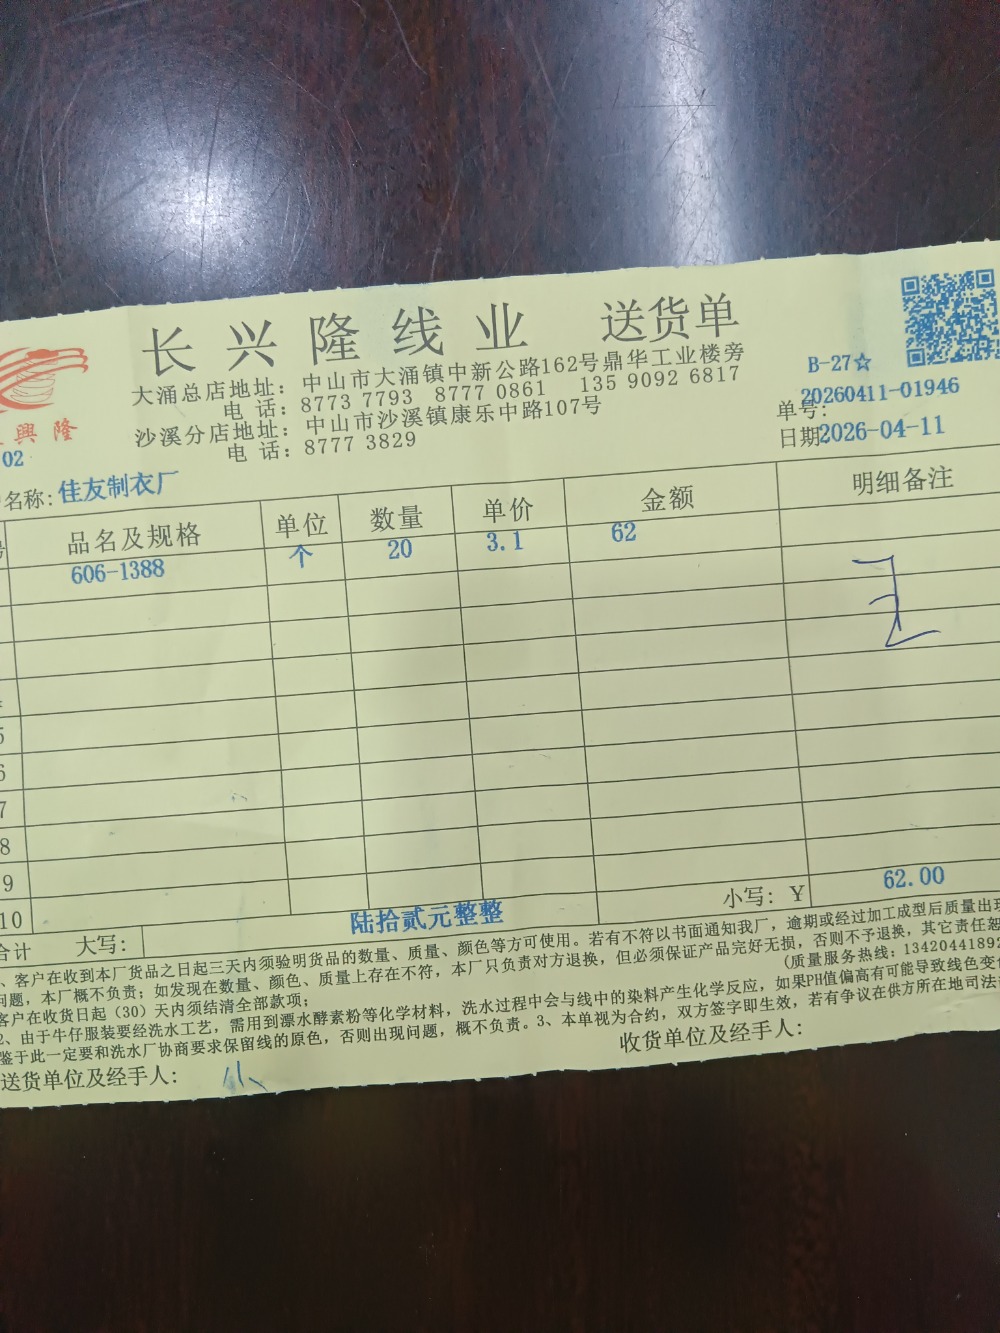 长兴隆线业 送货单
大涌总店地址：中山市大涌镇中新公路162号鼎华工业楼旁
电 话：8773 7793 8777 0861 135 9092 6817
沙溪分店地址：中山市沙溪镇康乐中路107号
电 话：8777 3829
興隆
02
B-27☆
单号：20260411-01946
日期：2026-04-11
名称：佳友制衣厂
品名及规格 单位 数量 单价 金额 明细备注
606-1388 个 20 3.1 62
5
6
7
8
9
10
合计 大写： 陆拾贰元整整 小写：￥ 62.00
、客户在收到本厂货品之日起三天内须验明货品的数量、质量、颜色等方可使用。若有不符以书面通知我厂，逾期或经过加工成型后质量出现
问题，本厂概不负责；如发现在数量、颜色、质量上存在不符，本厂只负责对方退换，但必须保证产品完好无损，否则不予退换，其它责任恕
客户在收货日起（30）天内须结清全部款项；
(质量服务热线：1342044189
2、由于牛仔服装要经洗水工艺，需用到漂水酵素粉等化学材料，洗水过程中会与线中的染料产生化学反应，如果PH值偏高有可能导致线色变
鉴于此一定要和洗水厂协商要求保留线的原色，否则出现问题，概不负责。3、本单视为合约，双方签字即生效，若有争议在供方所在地司法
送货单位及经手人：
收货单位及经手人：